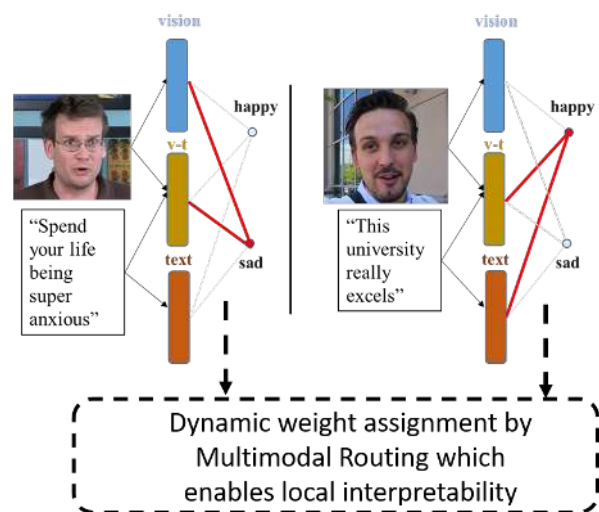 vision
happy
v-t
"Spend
your life
being
super
anxious"
text
sad
vision
happy
v-t
"This
university
really
excels"
text
sad
Dynamic weight assignment by
Multimodal Routing which
enables local interpretability